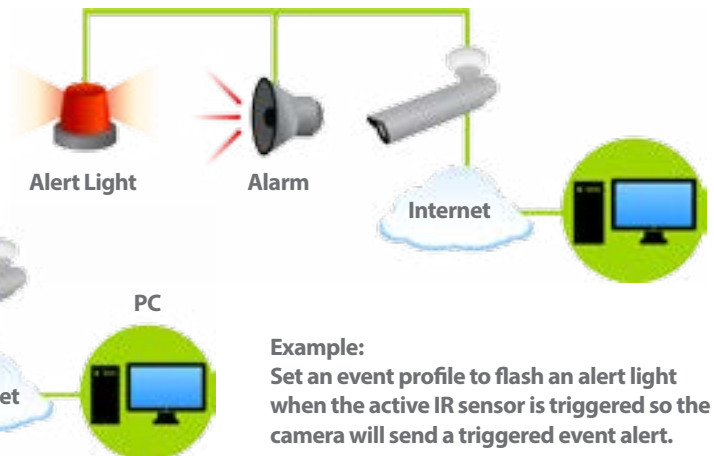 Alert Light
Alarm
Internet
PC
Example:
Set an event profile to flash an alert light
when the active IR sensor is triggered so the
camera will send a triggered event alert.